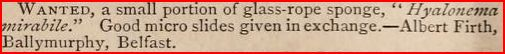 WANTED, a small portion of glass-rope sponge, "Hyalonema
mirabile." Good micro slides given in exchange.—Albert Firth,
Ballymurphy, Belfast.